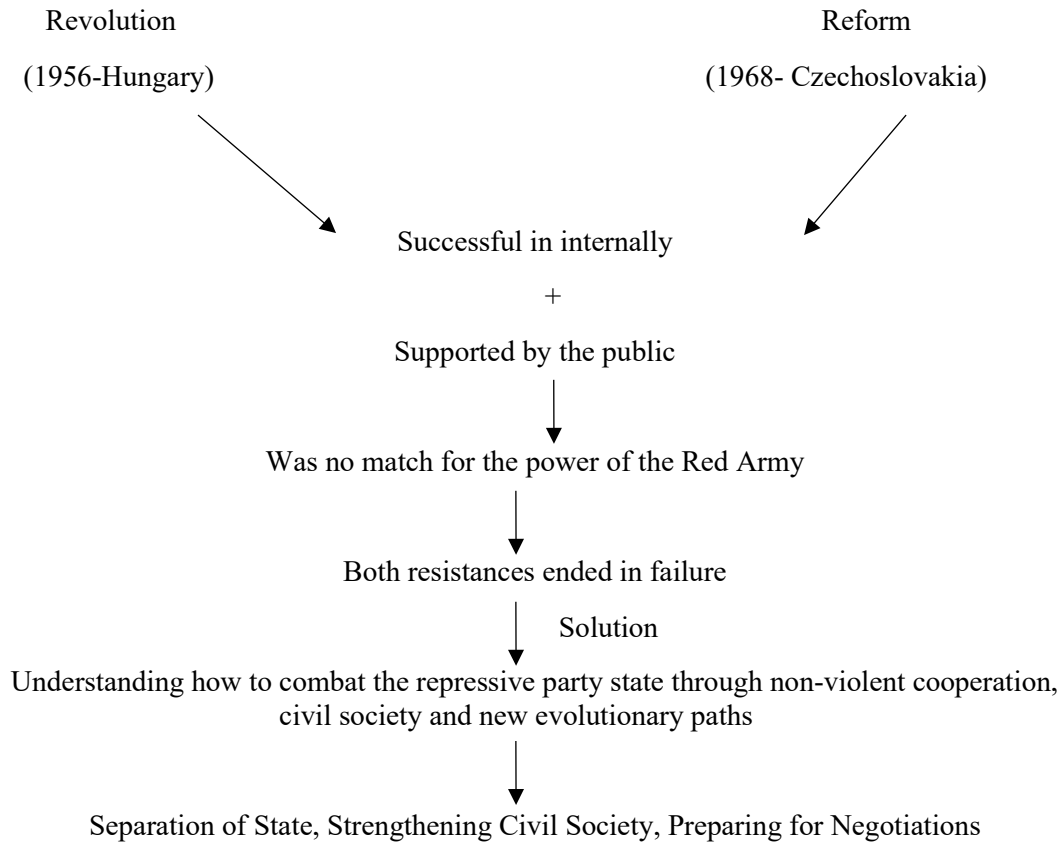 Revolution
Reform
(1956-Hungary)
(1968- Czechoslovakia)
Successful in internally
+
Supported by the public
Was no match for the power of the Red Army
Both resistances ended in failure
Solution
Understanding how to combat the repressive party state through non-violent cooperation,
civil society and new evolutionary paths
Separation of State, Strengthening Civil Society, Preparing for Negotiations